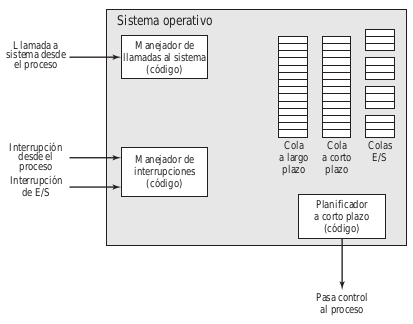 Sistema operativo
Llamada a
sistema desde
el proceso
Manejador de
llamadas al sistema
(código)
Interrupción
desde el
proceso
Interrupción
de E/S
Manejador de
interrupciones
(código)
Cola
a largo
plazo
Cola
a corto
plazo
Colas
E/S
Planificador
a corto plazo
(código)
Pasa control
al proceso